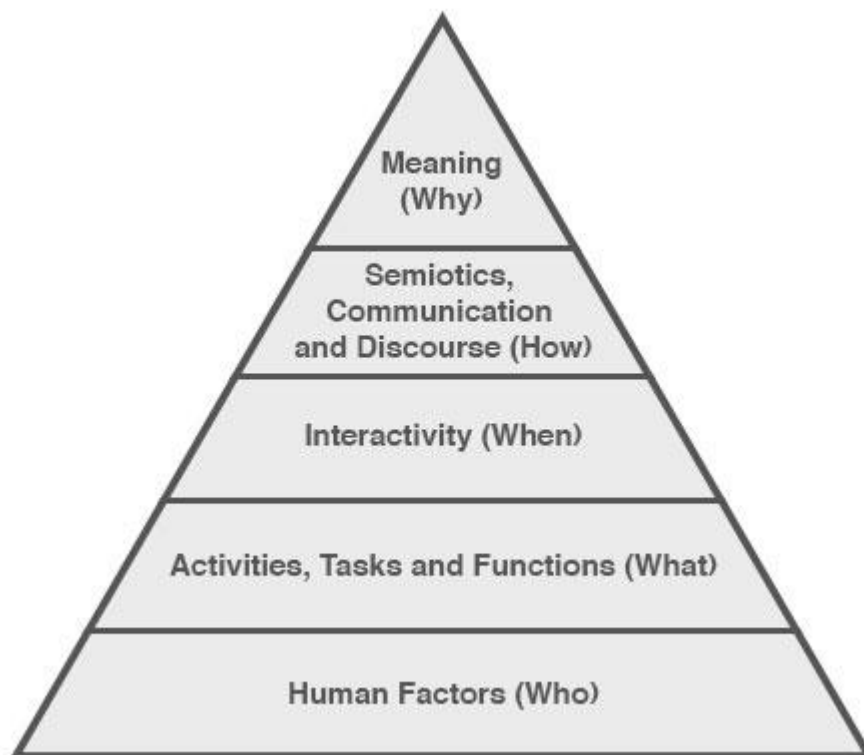 Meaning
(Why)
Semiotics,
Communication
and Discourse (How)
Interactivity (When)
Activities, Tasks and Functions (What)
Human Factors (Who)